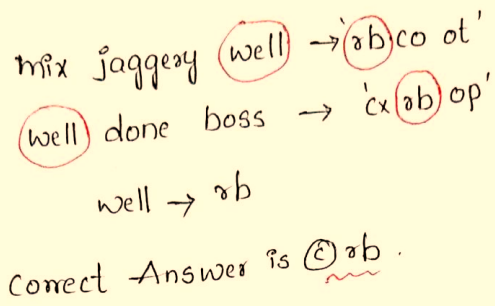 mix jaggery well → 'rb co ot'
well done boss → 'cx rb op'
well → rb
Correct Answer is Ⓒ rb.